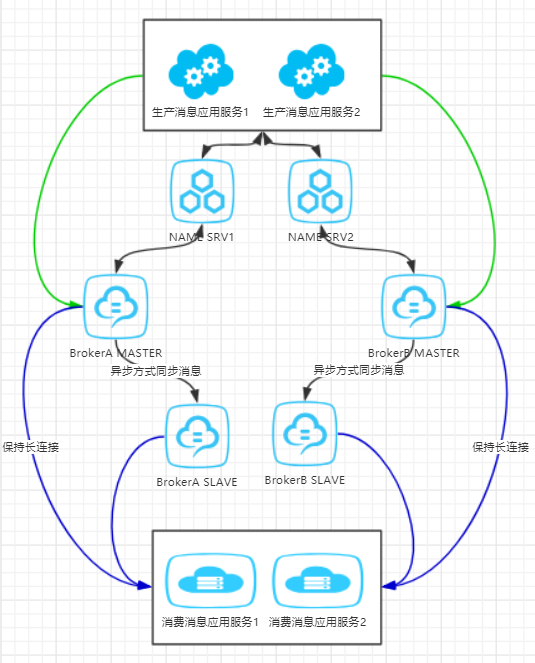 生产消息应用服务1
生产消息应用服务2
NAME SRV1
NAME SRV2
BrokerA MASTER
BrokerB MASTER
异步方式同步消息
异步方式同步消息
保持长连接
保持长连接
BrokerA SLAVE
BrokerB SLAVE
消费消息应用服务1
消费消息应用服务2